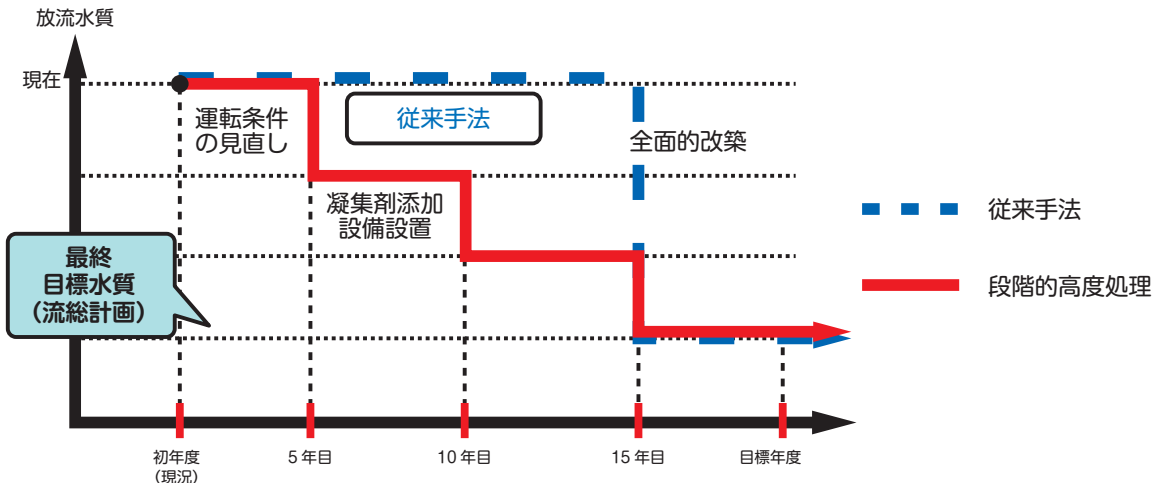 放流水質
現在
運転条件
の見直し
従来手法
全面的改築
凝集剤添加
設備設置
最終
目標水質
（流総計画）
従来手法
段階的高度処理
初年度
（現況）
5年目
10年目
15年目
目標年度